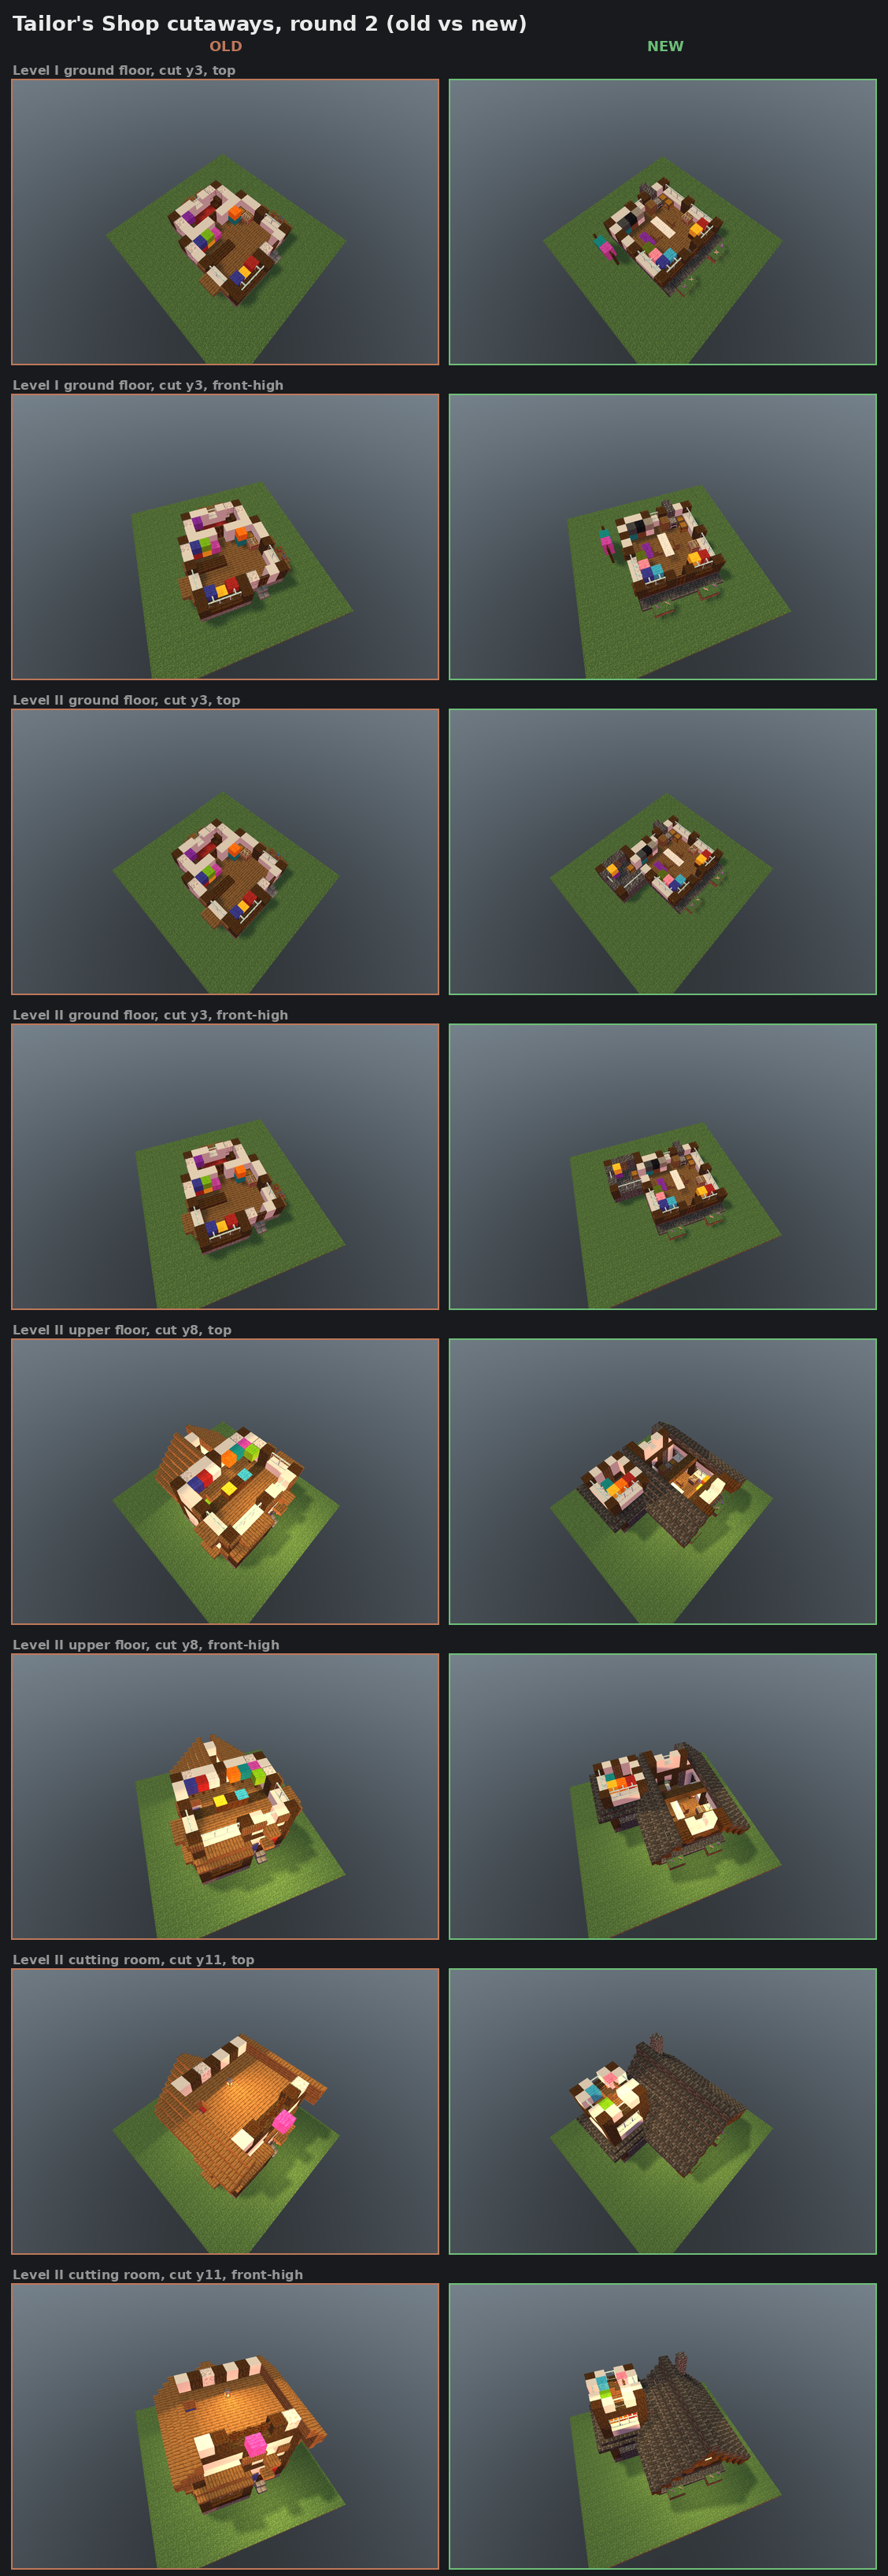 Tailor's Shop cutaways, round 2 (old vs new)
OLD
NEW
Level I ground floor, cut y3, top
Level I ground floor, cut y3, front-high
Level II ground floor, cut y3, top
Level II ground floor, cut y3, front-high
Level II upper floor, cut y8, top
Level II upper floor, cut y8, front-high
Level II cutting room, cut y11, top
Level II cutting room, cut y11, front-high